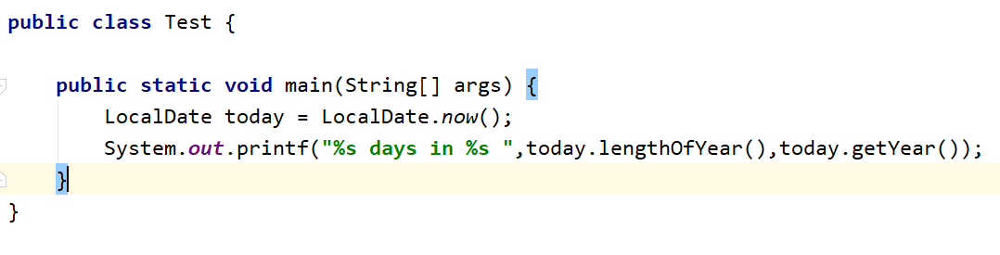 public class Test {
public static void main(String[] args) {
LocalDate today = LocalDate.now();
System.out.printf("%s days in %s ",today.lengthOfYear(),today.getYear());
}
}